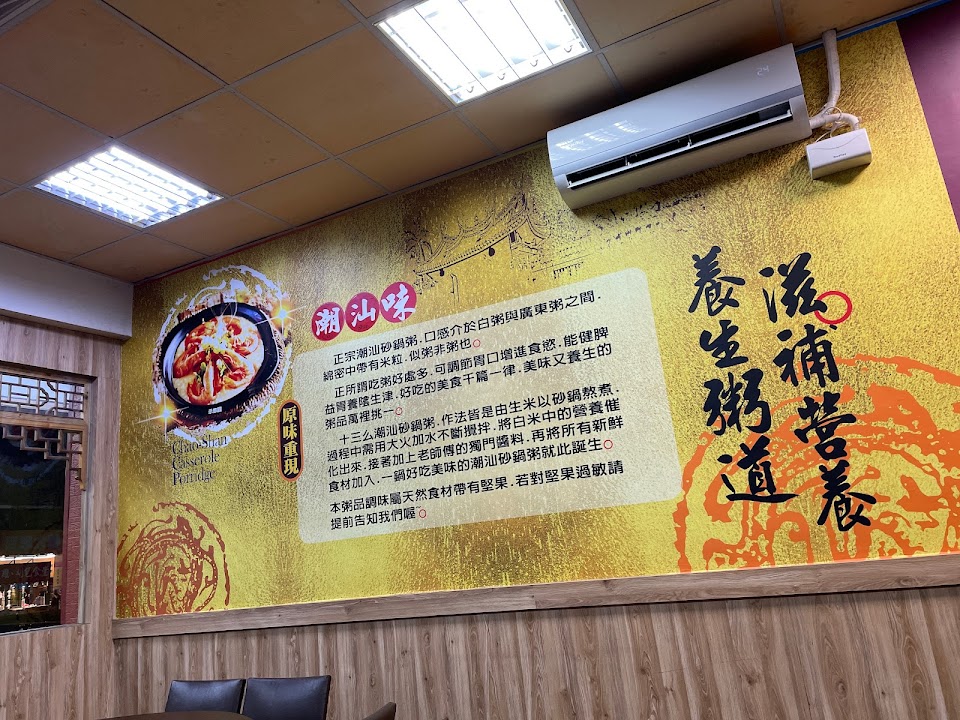 潮汕味
原味重現
Chao-Shan
Casserole
Porridge
正宗潮汕砂鍋粥，口感介於白粥與廣東粥之間，
綿密中帶有米粒，似粥非粥也。
正所謂吃粥好處多，可調節胃口增進食慾，能健脾
益胃養陰生津，好吃的美食千篇一律，美味又養生的
粥品萬裡挑一。
十三么潮汕砂鍋粥，作法皆是由生米以砂鍋熬煮，
過程中需用大火加水不斷攪拌，將白米中的營養催
化出來，接著加上老師傅的獨門醬料，再將所有新鮮
食材加入，一鍋好吃美味的潮汕砂鍋粥就此誕生。
本粥品調味屬天然食材帶有堅果，若對堅果過敏請
提前告知我們喔~。
滋補營養
養生粥道
24